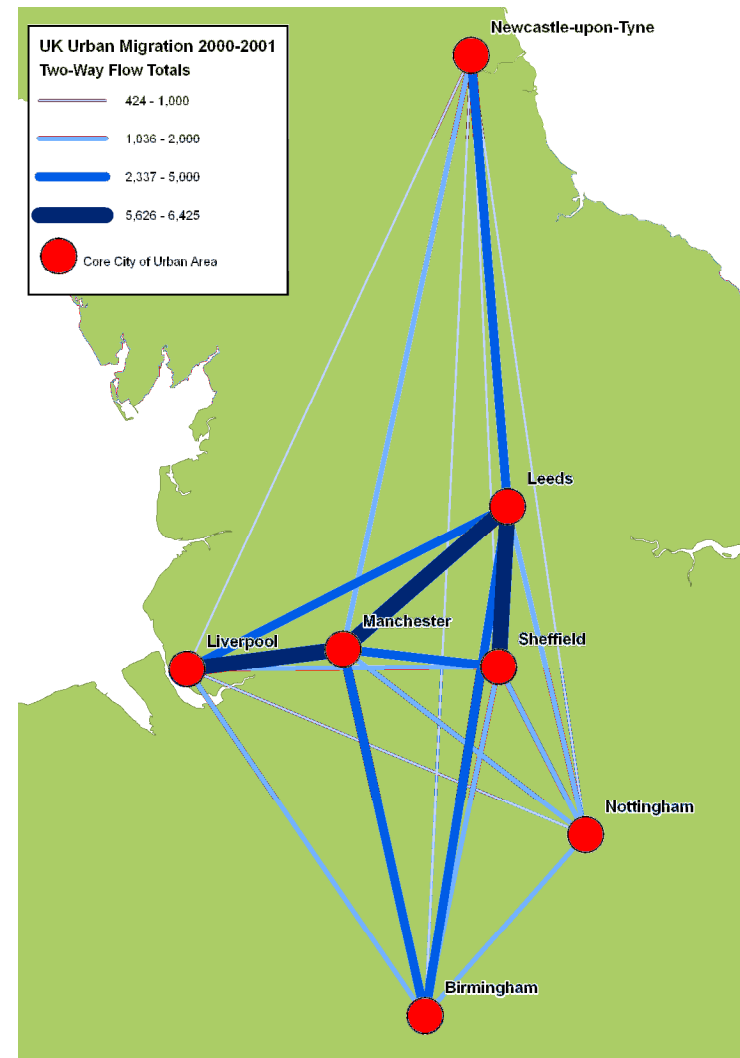 UK Urban Migration 2000-2001
Two-Way Flow Totals
424 - 1,000
1,036 - 2,000
2,337 - 5,000
5,626 - 6,425
Core City of Urban Area
Newcastle-upon-Tyne
Leeds
Manchester
Liverpool
Sheffield
Nottingham
Birmingham